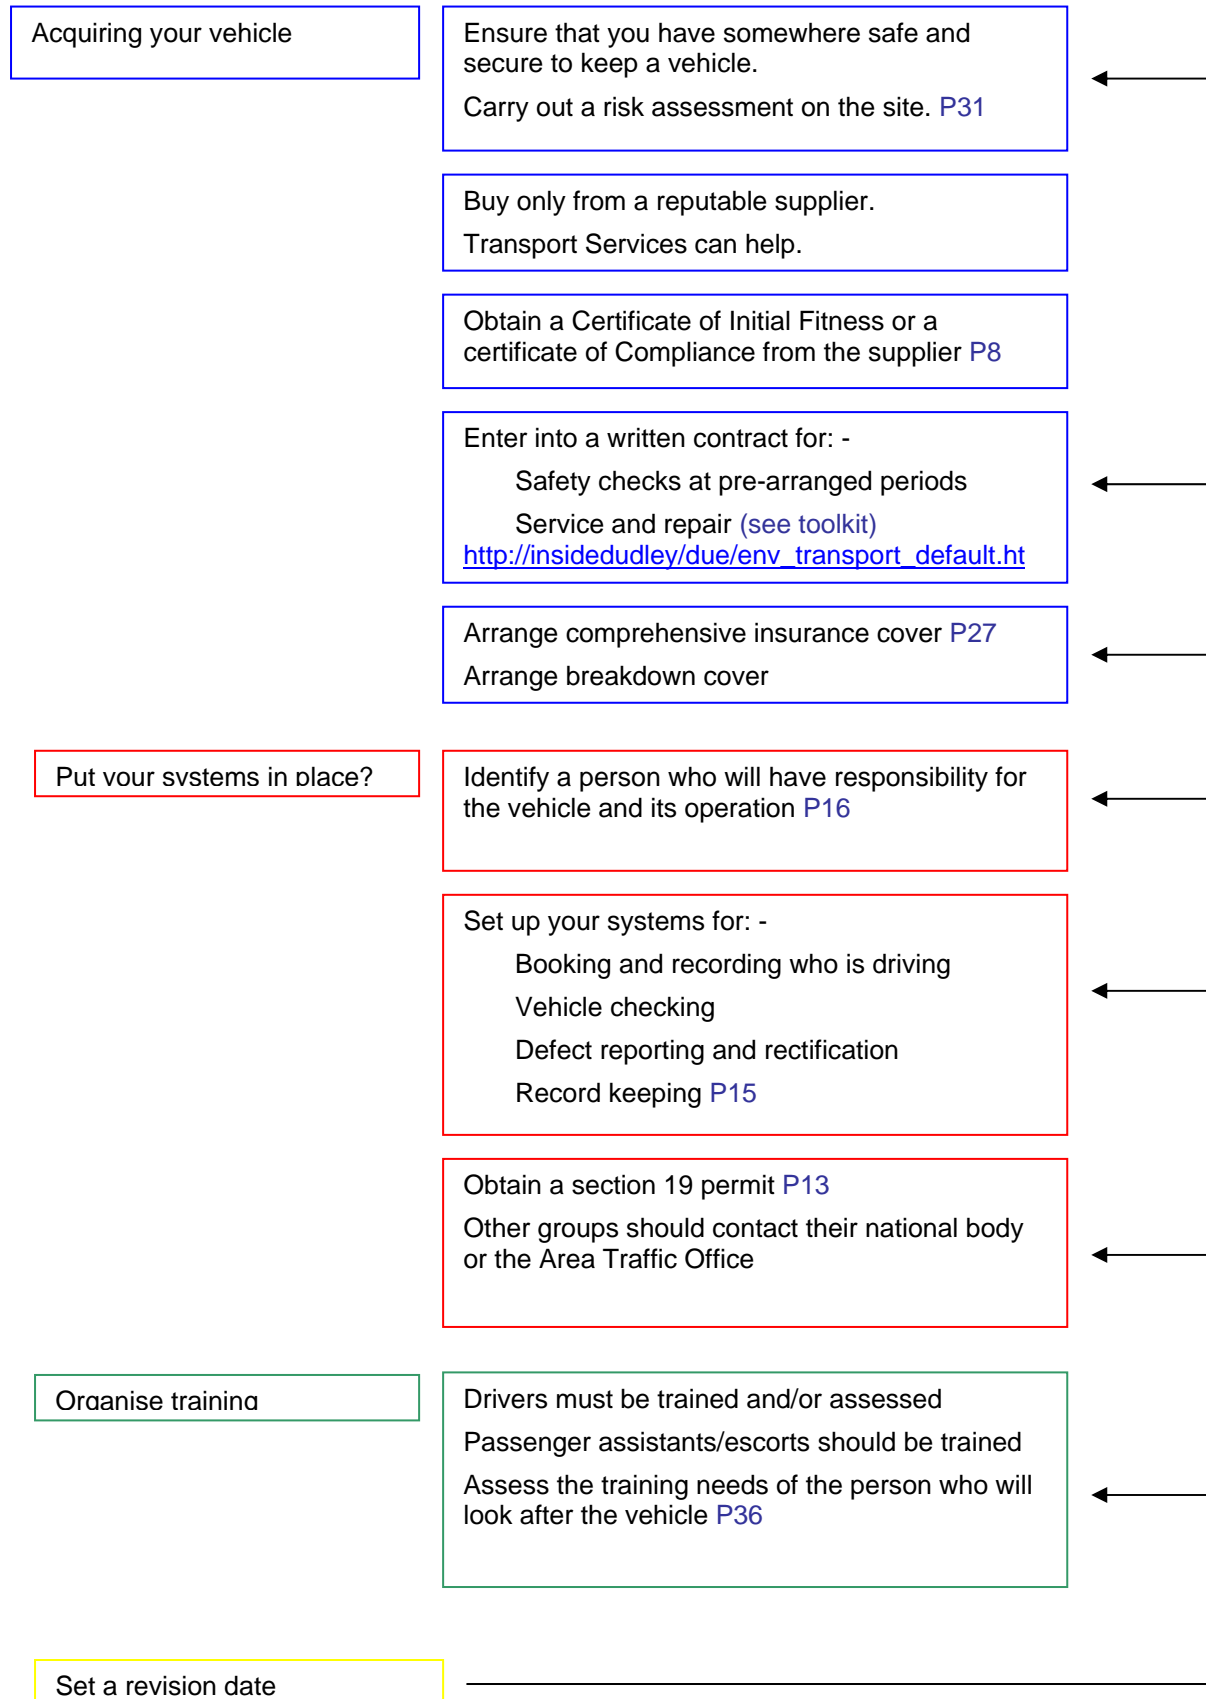 Acquiring your vehicle
Ensure that you have somewhere safe and
secure to keep a vehicle.
Carry out a risk assessment on the site. P31
Buy only from a reputable supplier.
Transport Services can help.
Obtain a Certificate of Initial Fitness or a
certificate of Compliance from the supplier P8
Enter into a written contract for: -
Safety checks at pre-arranged periods
Service and repair (see toolkit)
http://insidedudley/due/env_transport_default.ht
Arrange comprehensive insurance cover P27
Arrange breakdown cover
Put your systems in place?
Identify a person who will have responsibility for
the vehicle and its operation P16
Set up your systems for: -
Booking and recording who is driving
Vehicle checking
Defect reporting and rectification
Record keeping P15
Obtain a section 19 permit P13
Other groups should contact their national body
or the Area Traffic Office
Organise training
Drivers must be trained and/or assessed
Passenger assistants/escorts should be trained
Assess the training needs of the person who will
look after the vehicle P36
Set a revision date